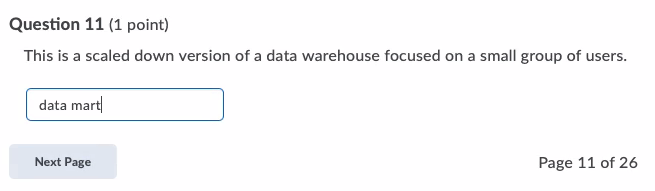 Question 11 (1 point)
This is a scaled down version of a data warehouse focused on a small group of users.
data mart
Next Page
Page 11 of 26